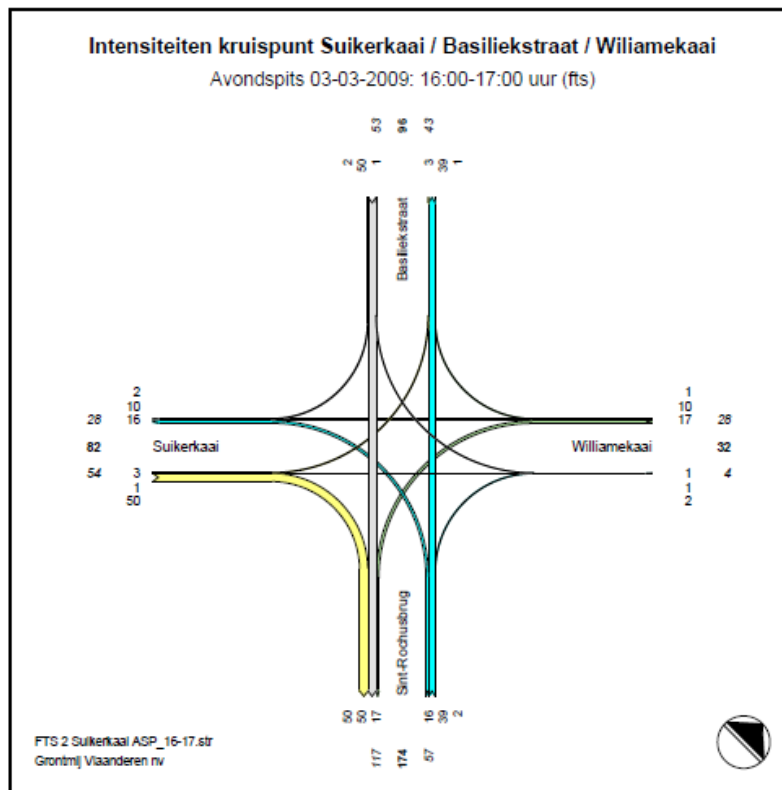 Intensiteiten kruispunt Suikerkaai / Basiliekstraat / Wiliamekaai
Avondspits 03-03-2009: 16:00-17:00 uur (fts)
53 96 43
2 50 1 3 39 1
Basiliekstraat
2 1
10 10
28 16 17 28
82 Suikerkaai Williamekaai 32
54 3 1 4
1 1
50 2
Sint-Rochusbrug
50 50 17 16 39 2
117 174 57
FTS 2 Suikerkaai ASP_16-17.str
Grontmij Vlaanderen nv